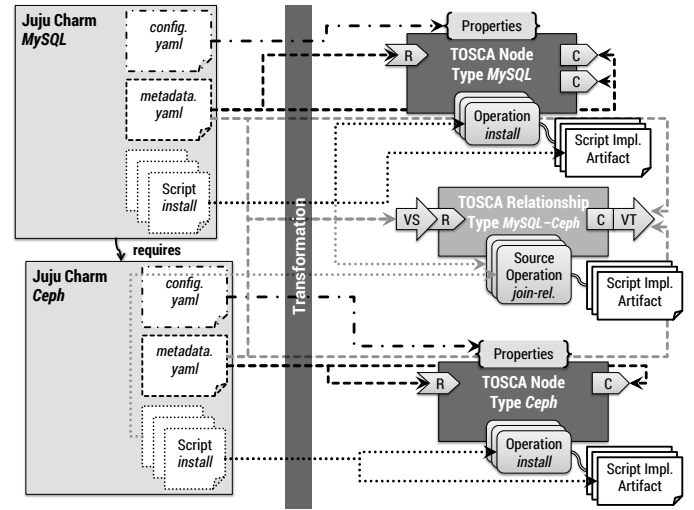 Juju Charm
MySQL
config.
yaml
metadata.
yaml
Script
install
requires
Juju Charm
Ceph
config.
yaml
metadata.
yaml
Script
install
Transformation
Properties
R
TOSCA Node
Type MySQL
C
C
Operation
install
Script Impl.
Artifact
VS
R
TOSCA Relationship
Type MySQL–Ceph
C
VT
Source
Operation
join-rel.
Script Impl.
Artifact
Properties
R
TOSCA Node
Type Ceph
C
Operation
install
Script Impl.
Artifact